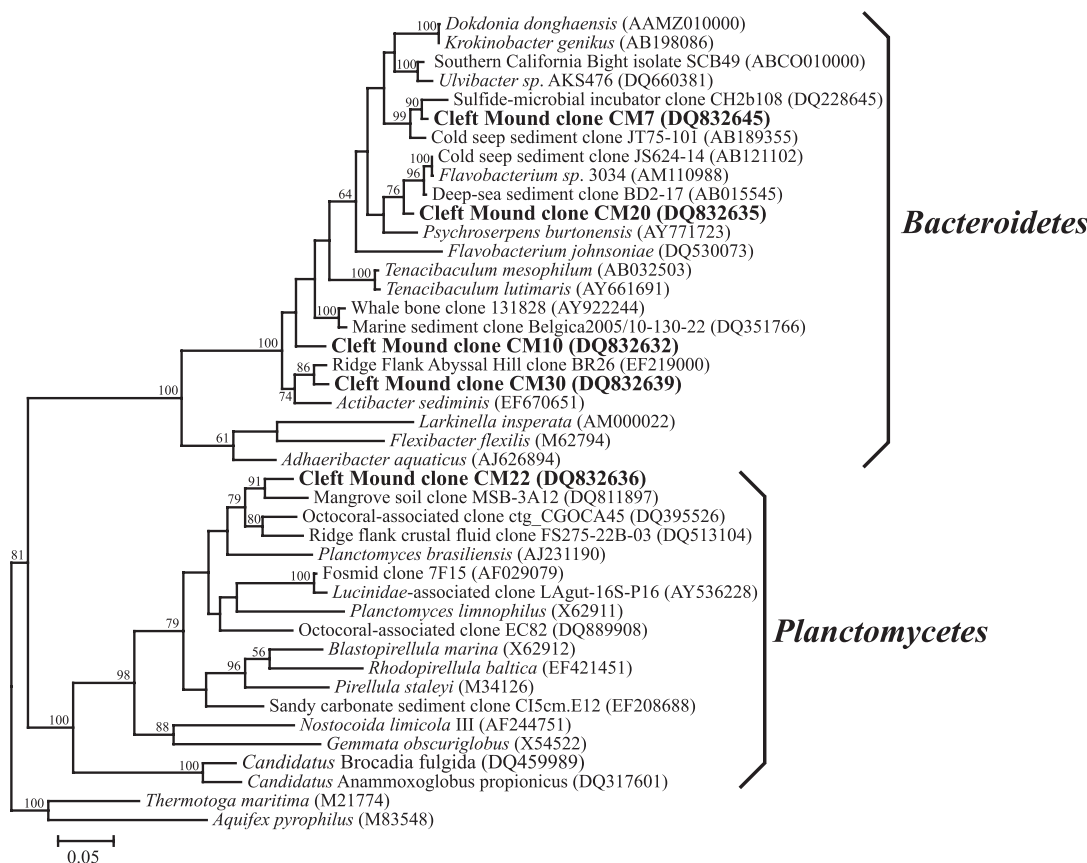 100
Dokdonia donghaensis (AAMZ010000)
Krokinobacter genikus (AB198086)
100
Southern California Bight isolate SCB49 (ABCO010000)
Ulvibacter sp. AKS476 (DQ660381)
90
Sulfide-microbial incubator clone CH2b108 (DQ228645)
99
Cleft Mound clone CM7 (DQ832645)
Cold seep sediment clone JT75-101 (AB189355)
100
Cold seep sediment clone JS624-14 (AB121102)
96
Flavobacterium sp. 3034 (AM110988)
76
Deep-sea sediment clone BD2-17 (AB015545)
64
Cleft Mound clone CM20 (DQ832635)
Bacteroidetes
Psychroserpens burtonensis (AY771723)
Flavobacterium johnsoniae (DQ530073)
100
Tenacibaculum mesophilum (AB032503)
Tenacibaculum lutimaris (AY661691)
Whale bone clone 131828 (AY922244)
100
Marine sediment clone Belgica2005/10-130-22 (DQ351766)
100
Cleft Mound clone CM10 (DQ832632)
86
Ridge Flank Abyssal Hill clone BR26 (EF219000)
Cleft Mound clone CM30 (DQ832639)
100
74
Actibacter sediminis (EF670651)
Larkinella insperata (AM000022)
61
Flexibacter flexilis (M62794)
Adhaeribacter aquaticus (AJ626894)
91
Cleft Mound clone CM22 (DQ832636)
79
Mangrove soil clone MSB-3A12 (DQ811897)
80
Octocoral-associated clone ctg_CGOCA45 (DQ395526)
Ridge flank crustal fluid clone FS275-22B-03 (DQ513104)
81
Planctomyces brasiliensis (AJ231190)
100
Fosmid clone 7F15 (AF029079)
Lucinidae-associated clone LAgut-16S-P16 (AY536228)
Planctomyces limnophilus (X62911)
79
Octocoral-associated clone EC82 (DQ889908)
Planctomycetes
56
Blastopirellula marina (X62912)
96
Rhodopirellula baltica (EF421451)
98
Pirellula staleyi (M34126)
Sandy carbonate sediment clone CI5cm.E12 (EF208688)
100
88
Nostocoida limicola III (AF244751)
Gemmata obscuriglobus (X54522)
100
Candidatus Brocadia fulgida (DQ459989)
Candidatus Anammoxoglobus propionicus (DQ317601)
100
Thermotoga maritima (M21774)
Aquifex pyrophilus (M83548)
0.05